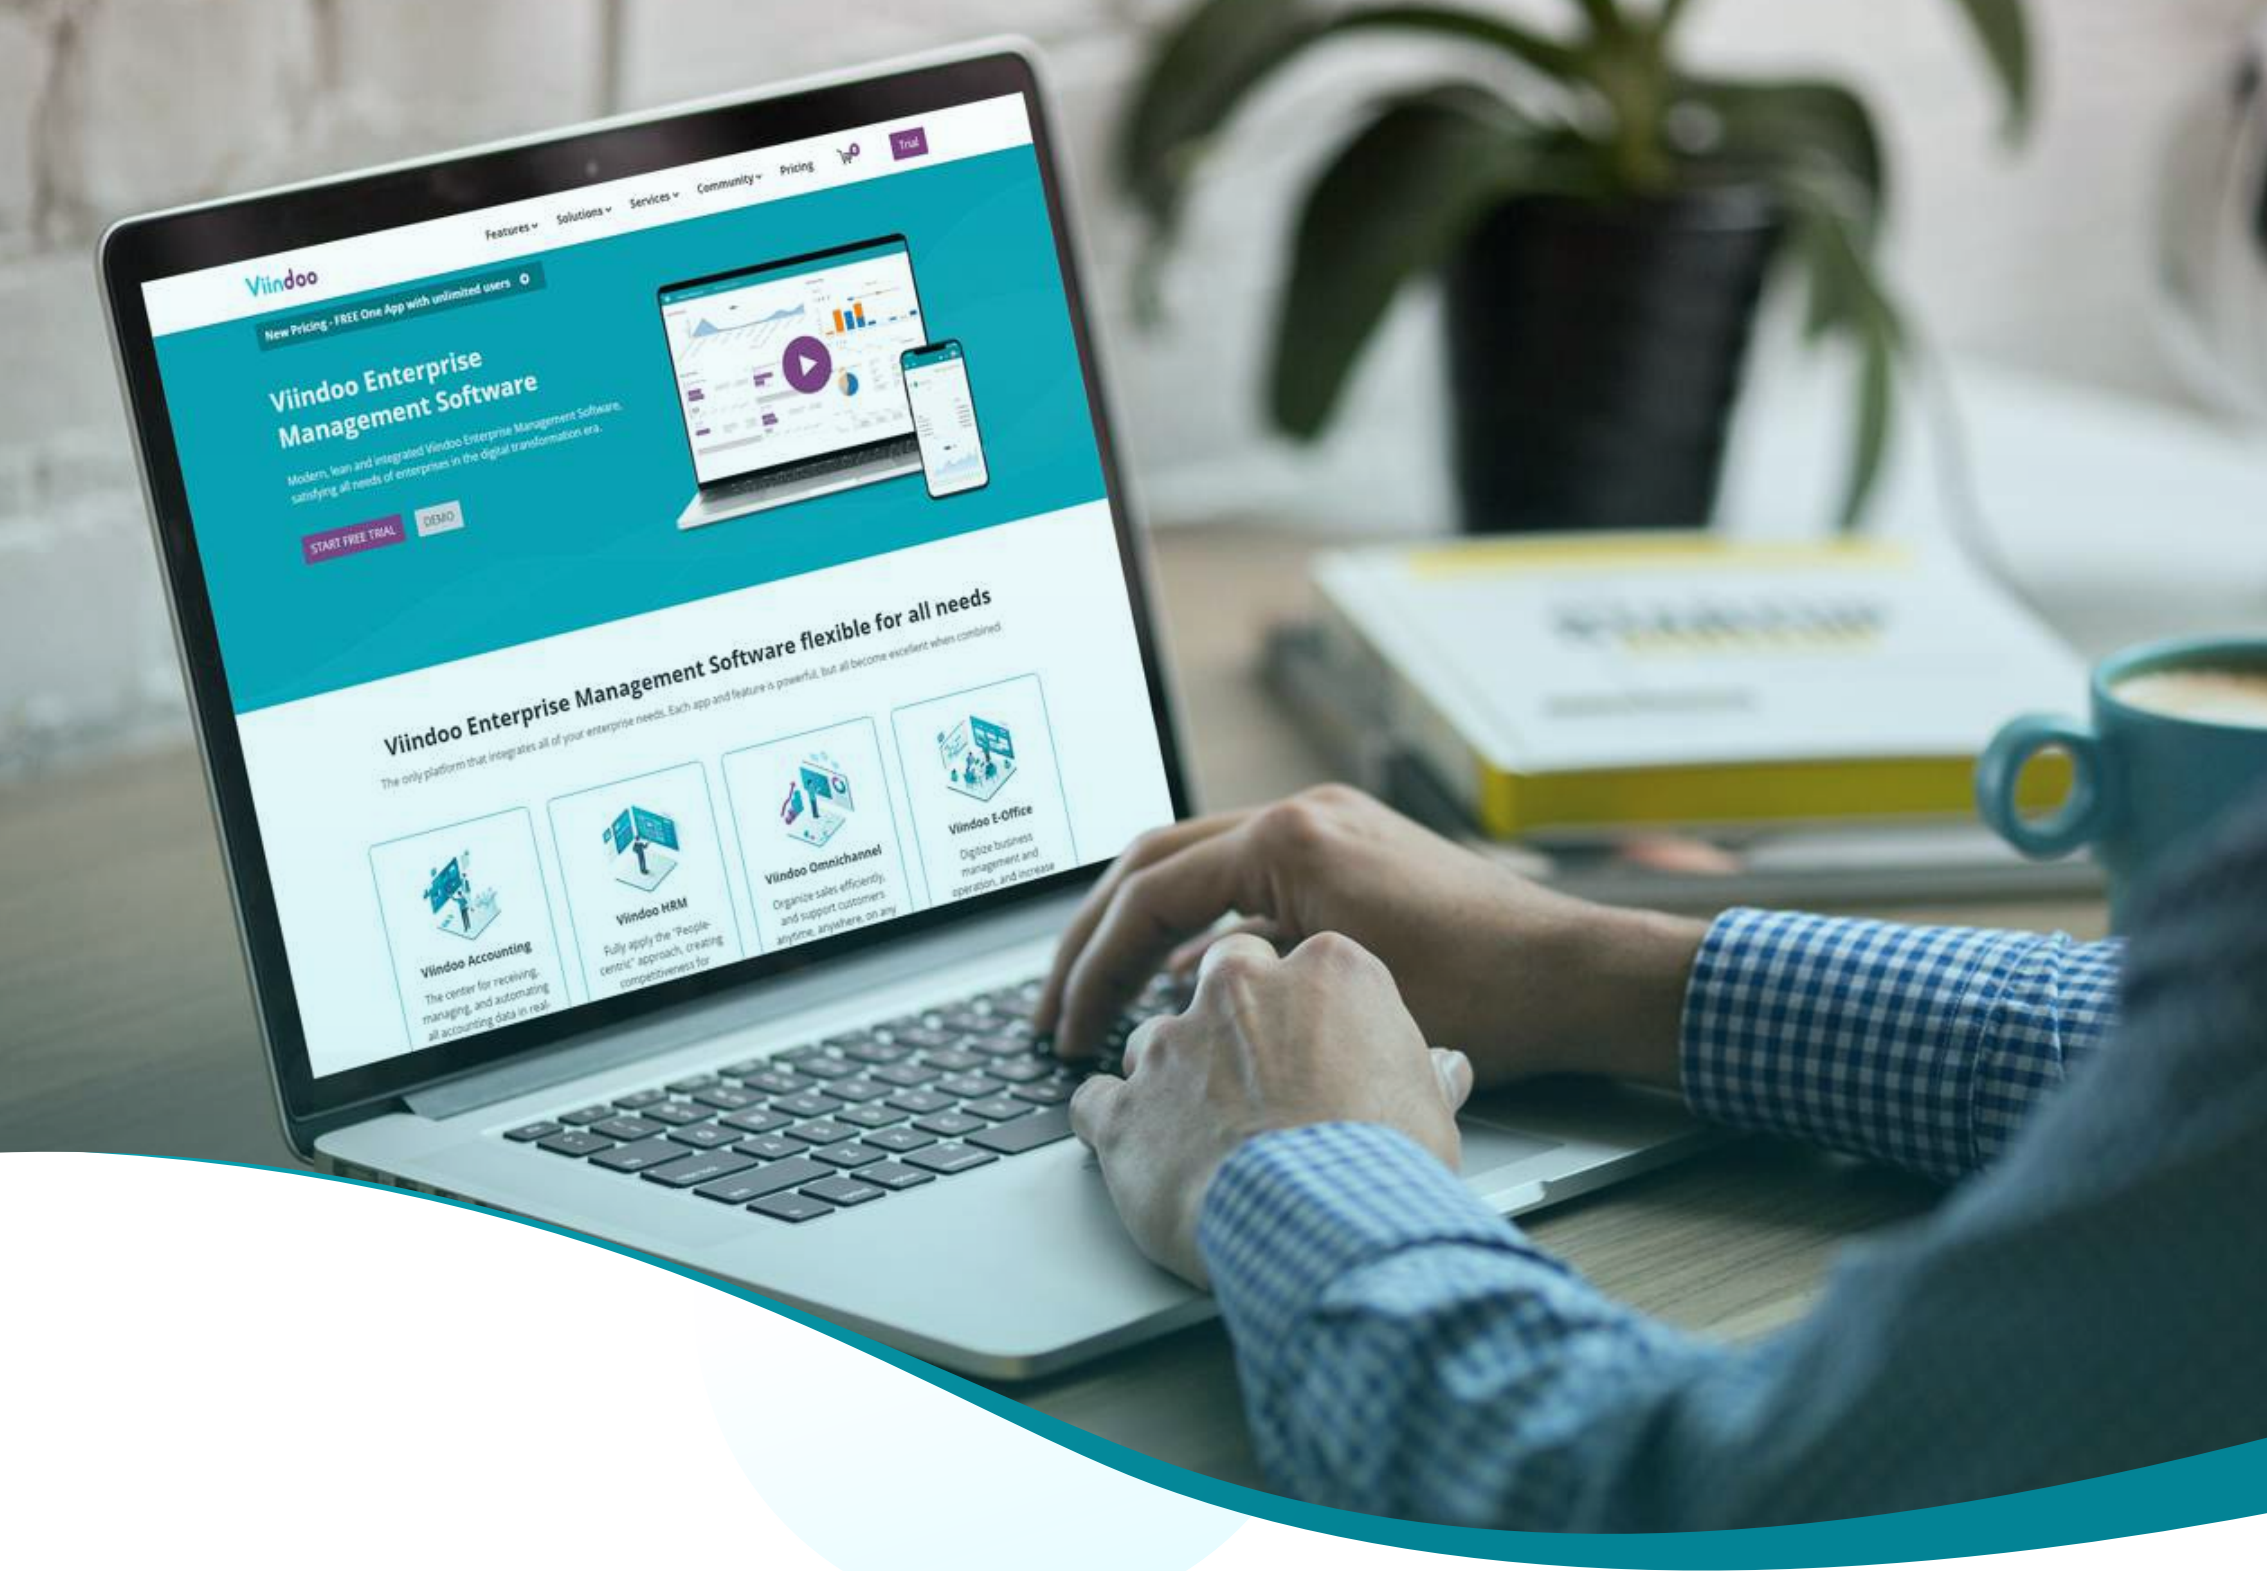 Features
Solutions
Services
Community
Pricing
0
Trial
Viindoo
New Pricing - FREE One App with unlimited users
Viindoo Enterprise
Management Software
Modern, lean and integrated Viindoo Enterprise Management Software,
satisfying all needs of enterprises in the digital transformation era.
START FREE TRIAL
DEMO
Viindoo Enterprise Management Software flexible for all needs
The only platform that integrates all of your enterprise needs. Each app and feature is powerful, but all become excellent when combined.
Viindoo Accounting
The center for receiving,
managing, and automating
all accounting data in real-
Viindoo HRM
Fully apply the "People-
centric" approach, creating
competitiveness for
Viindoo Omnichannel
Organize sales efficiently,
and support customers
anytime, anywhere, on any
Viindoo E-Office
Digitize business
management and
operation, and increase